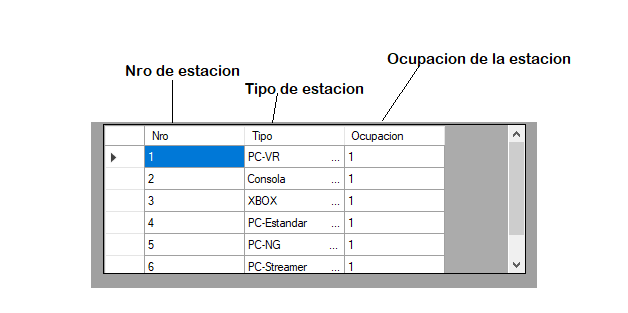 Ocupacion de la estacion
Nro de estacion
Tipo de estacion
Nro Tipo Ocupacion
1 PC-VR ... 1
2 Consola ... 1
3 XBOX ... 1
4 PC-Estandar ... 1
5 PC-NG ... 1
6 PC-Streamer ... 1